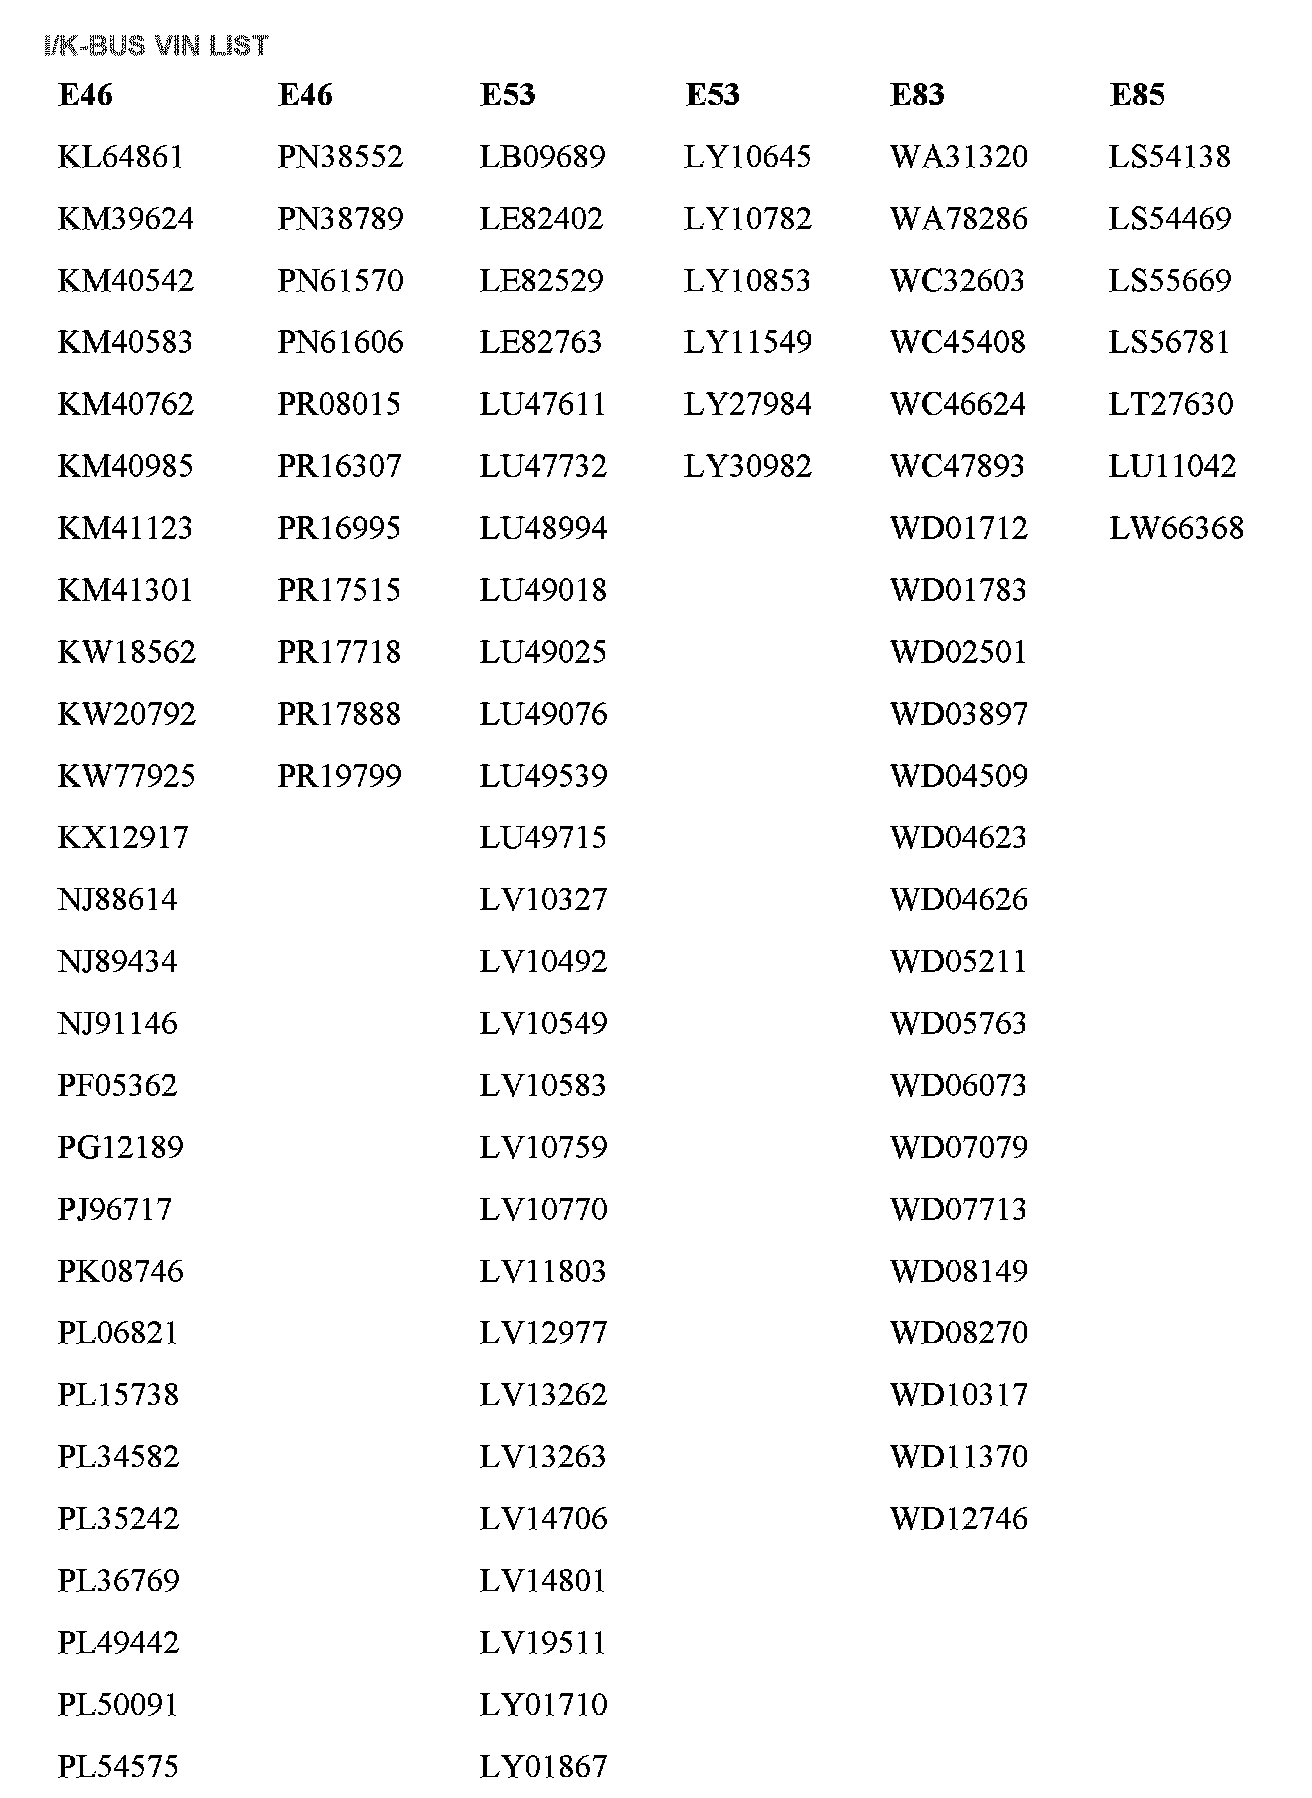 I/K-BUS VIN LIST
E46 E46 E53 E53 E83 E85
KL64861 PN38552 LB09689 LY10645 WA31320 LS54138
KM39624 PN38789 LE82402 LY10782 WA78286 LS54469
KM40542 PN61570 LE82529 LY10853 WC32603 LS55669
KM40583 PN61606 LE82763 LY11549 WC45408 LS56781
KM40762 PR08015 LU47611 LY27984 WC46624 LT27630
KM40985 PR16307 LU47732 LY30982 WC47893 LU11042
KM41123 PR16995 LU48994 WD01712 LW66368
KM41301 PR17515 LU49018 WD01783
KW18562 PR17718 LU49025 WD02501
KW20792 PR17888 LU49076 WD03897
KW77925 PR19799 LU49539 WD04509
KX12917 LU49715 WD04623
NJ88614 LV10327 WD04626
NJ89434 LV10492 WD05211
NJ91146 LV10549 WD05763
PF05362 LV10583 WD06073
PG12189 LV10759 WD07079
PJ96717 LV10770 WD07713
PK08746 LV11803 WD08149
PL06821 LV12977 WD08270
PL15738 LV13262 WD10317
PL34582 LV13263 WD11370
PL35242 LV14706 WD12746
PL36769 LV14801
PL49442 LV19511
PL50091 LY01710
PL54575 LY01867